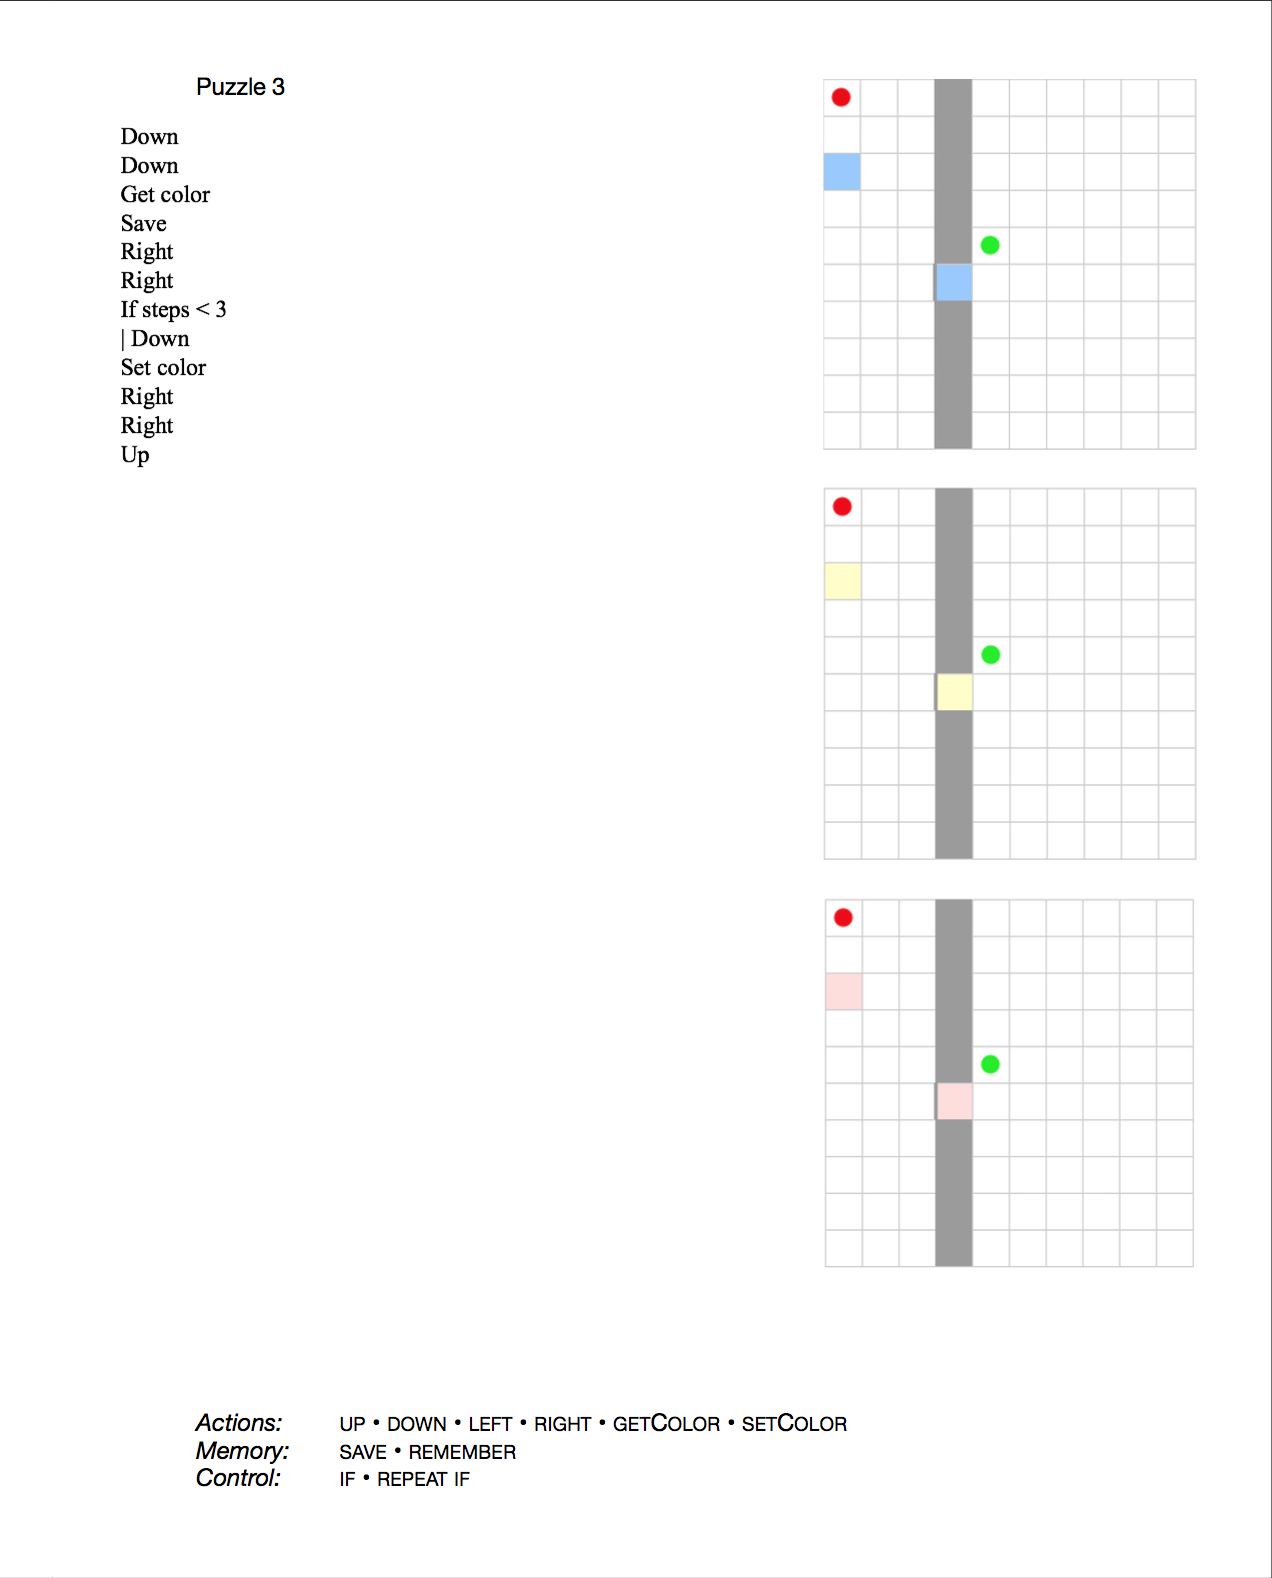 Puzzle 3
Down
Down
Get color
Save
Right
Right
If steps < 3
| Down
Set color
Right
Right
Up
Actions: UP • DOWN • LEFT • RIGHT • GETCOLOR • SETCOLOR
Memory: SAVE • REMEMBER
Control: IF • REPEAT IF